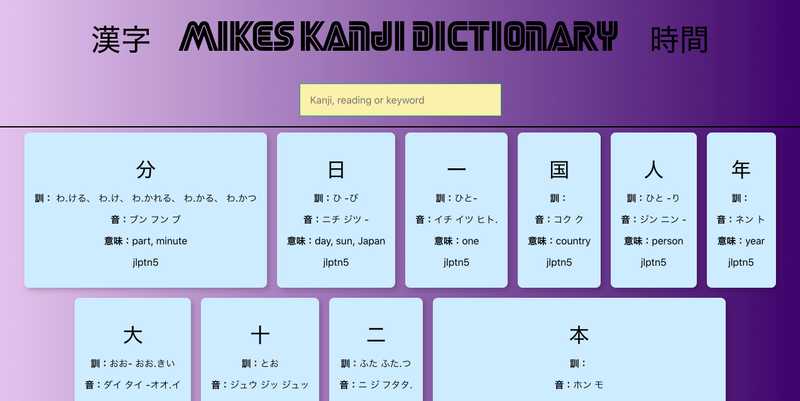 漢字 MIKES KANJI DICTIONARY 時間
Kanji, reading or keyword
分
訓：わ.ける、 わ.け、 わ.かれる、 わ.かる、 わ.かつ
音：ブン フン ブ
意味：part, minute
jlptn5
日
訓：ひ -び
音：ニチ ジツ -
意味：day, sun, Japan
jlptn5
一
訓：ひと-
音：イチ イツ ヒト.
意味：one
jlptn5
国
訓：
音：コク ク
意味：country
jlptn5
人
訓：ひと -り
音：ジン ニン -
意味：person
jlptn5
年
訓：
音：ネン ト
意味：year
jlptn5
大
訓：おお- おお.きい
音：ダイ タイ -オオ.イ
十
訓：とお
音：ジュウ ジッ ジュッ
二
訓：ふた ふた.つ
音：ニ ジ フタタ.
本
訓：
音：ホン モ